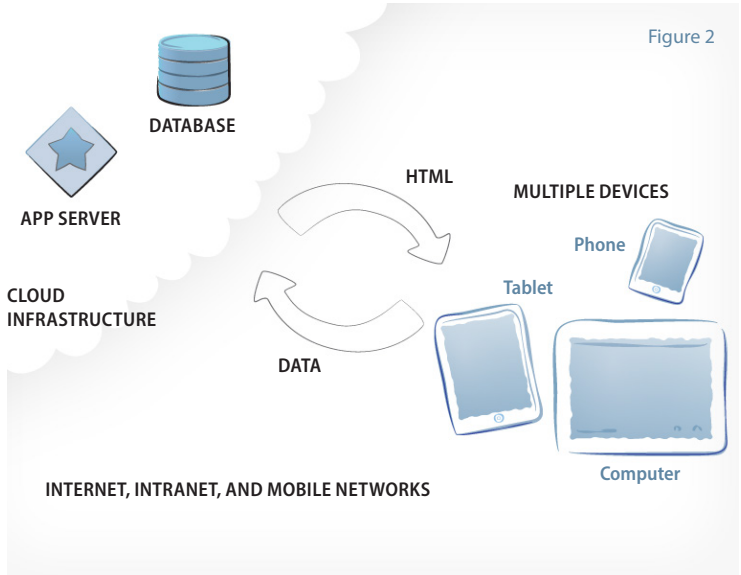 Figure 2
DATABASE
APP SERVER
HTML
MULTIPLE DEVICES
Phone
Tablet
CLOUD
INFRASTRUCTURE
DATA
Computer
INTERNET, INTRANET, AND MOBILE NETWORKS